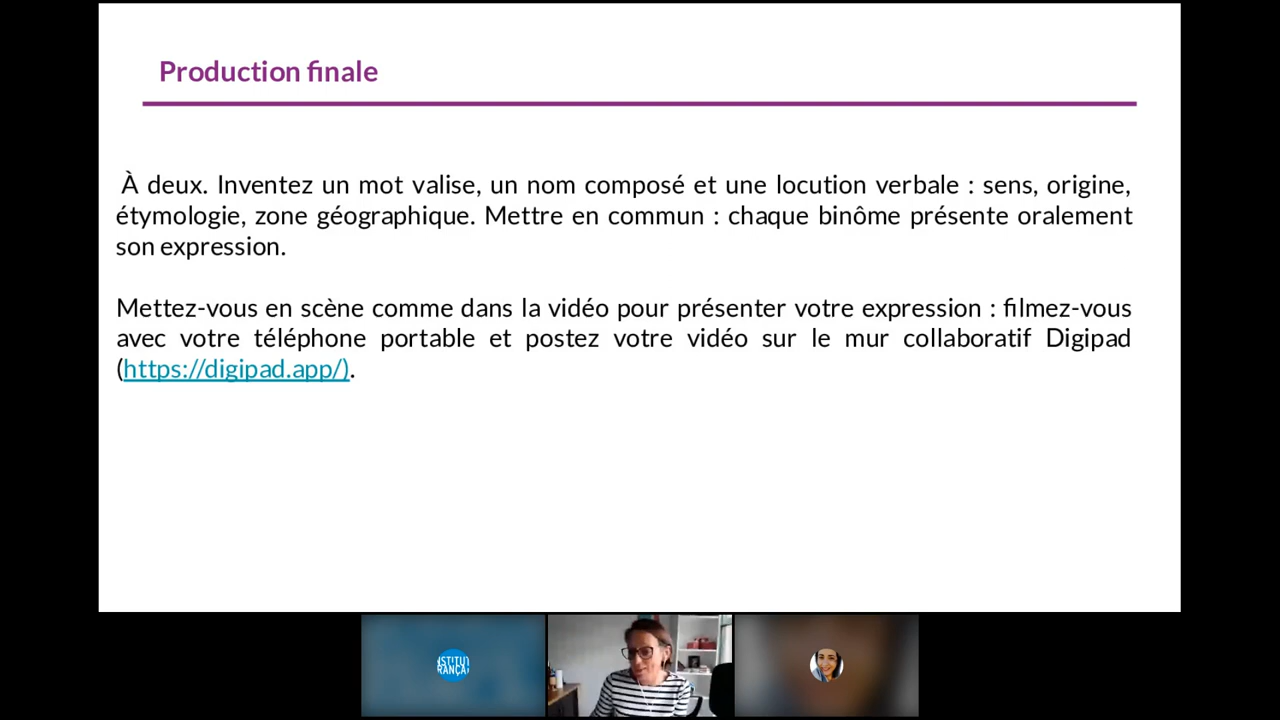 Production finale
À deux. Inventez un mot valise, un nom composé et une locution verbale : sens, origine,
étymologie, zone géographique. Mettre en commun : chaque binôme présente oralement
son expression.
Mettez-vous en scène comme dans la vidéo pour présenter votre expression : filmez-vous
avec votre téléphone portable et postez votre vidéo sur le mur collaboratif Digipad
(https://digipad.app/).